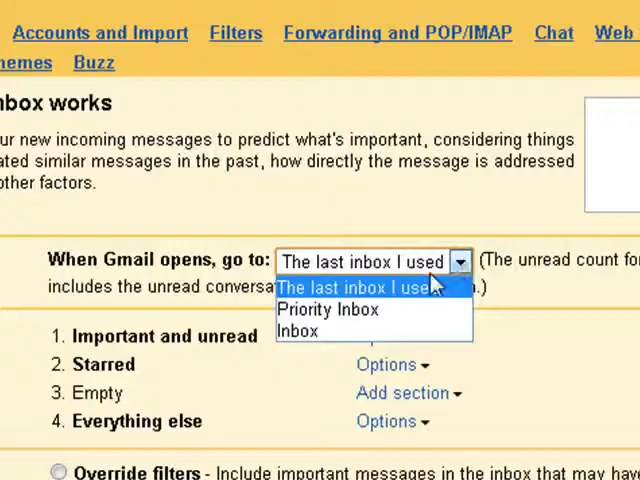 Accounts and Import Filters Forwarding and POP/IMAP Chat Web
hemes Buzz
nbox works
ur new incoming messages to predict what's important, considering things
ated similar messages in the past, how directly the message is addressed
other factors.
When Gmail opens, go to: The last inbox I used (The unread count fo
includes the unread conversa .)
The last inbox I use
Priority Inbox
Inbox
1. Important and unread
2. Starred Options
3. Empty Add section
4. Everything else Options
Override filters - Include important messages in the inbox that may have